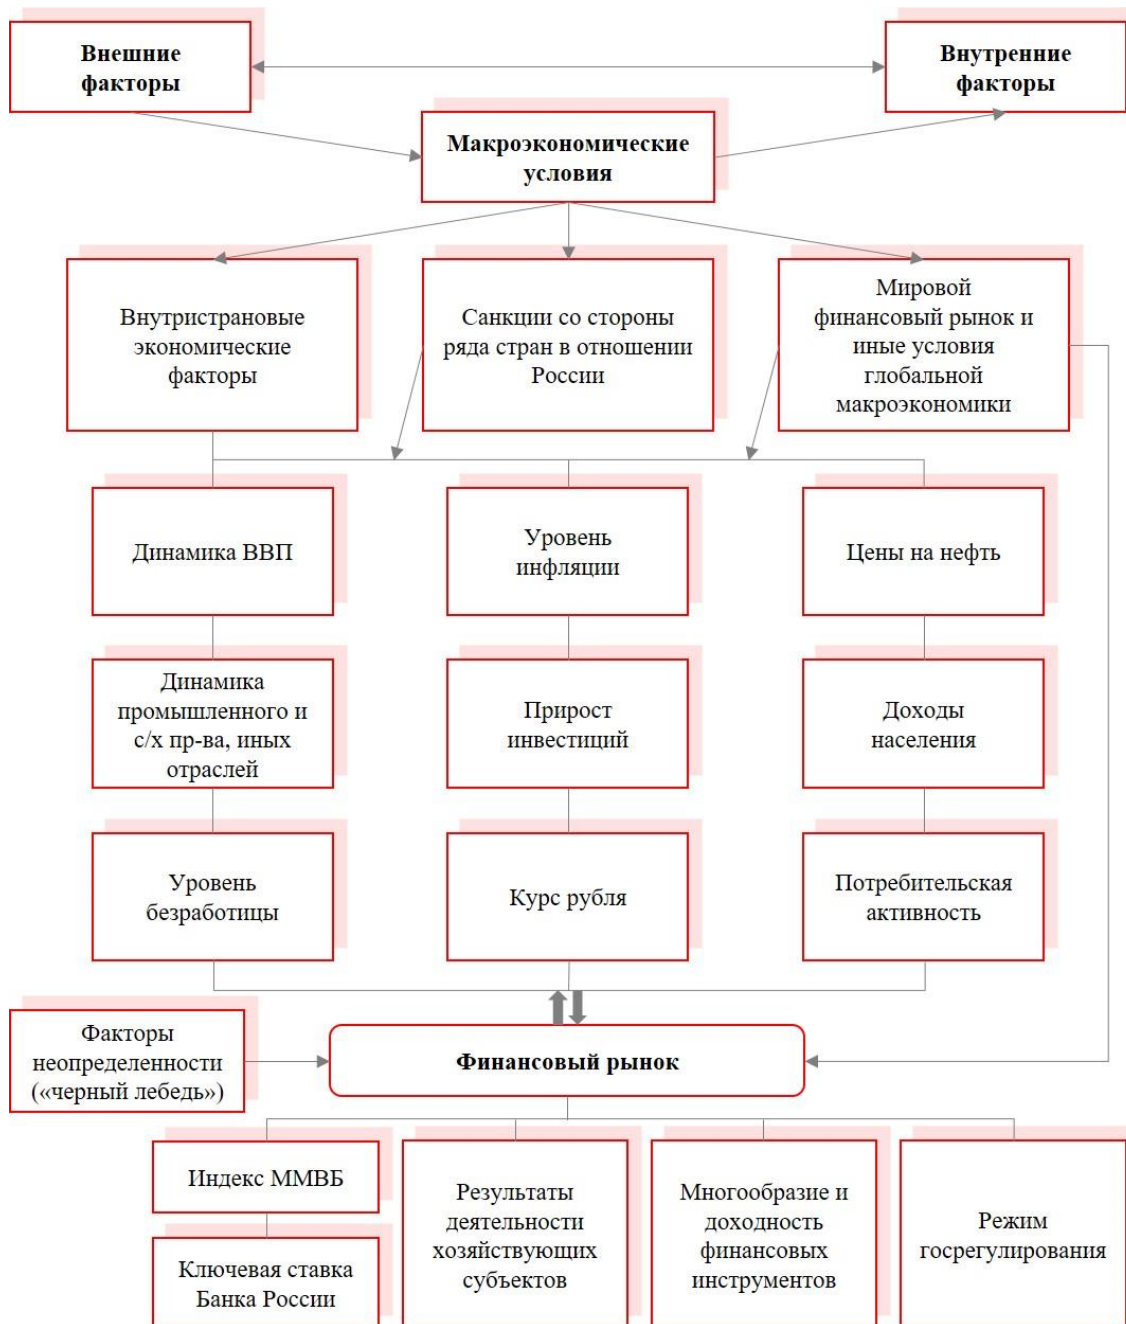 Внешние
факторы
Внутренние
факторы
Макроэкономические
условия
Внутристрановые
экономические
факторы
Санкции со стороны
ряда стран в отношении
России
Мировой
финансовый рынок и
иные условия
глобальной
макроэкономики
Динамика ВВП
Уровень
инфляции
Цены на нефть
Динамика
промышленного и
с/х пр-ва, иных
отраслей
Прирост
инвестиций
Доходы
населения
Уровень
безработицы
Курс рубля
Потребительская
активность
Факторы
неопределенности
(«черный лебедь»)
Финансовый рынок
Индекс ММВБ
Ключевая ставка
Банка России
Результаты
деятельности
хозяйствующих
субъектов
Многообразие и
доходность
финансовых
инструментов
Режим
госрегулирования